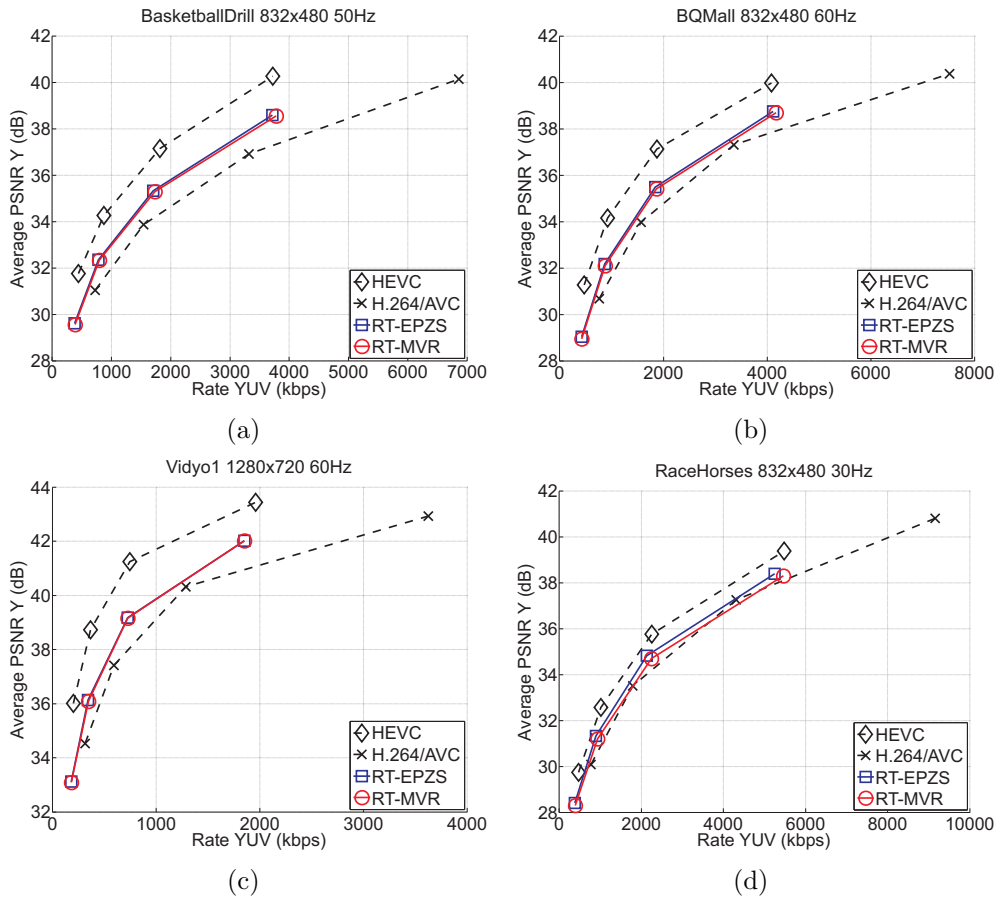 BasketballDrill 832x480 50Hz
42
40
38
36
34
32
30
28
Average PSNR Y (dB)
0 1000 2000 3000 4000 5000 6000 7000
Rate YUV (kbps)
HEVC
H.264/AVC
RT-EPZS
RT-MVR
(a)
BQMall 832x480 60Hz
42
40
38
36
34
32
30
28
Average PSNR Y (dB)
0 2000 4000 6000 8000
Rate YUV (kbps)
HEVC
H.264/AVC
RT-EPZS
RT-MVR
(b)
Vidyo1 1280x720 60Hz
44
42
39
36
33
32
Average PSNR Y (dB)
0 1000 2000 3000 4000
Rate YUV (kbps)
HEVC
H.264/AVC
RT-EPZS
RT-MVR
(c)
RaceHorses 832x480 30Hz
42
40
38
36
34
32
30
28
Average PSNR Y (dB)
0 2000 4000 6000 8000 10000
Rate YUV (kbps)
HEVC
H.264/AVC
RT-EPZS
RT-MVR
(d)